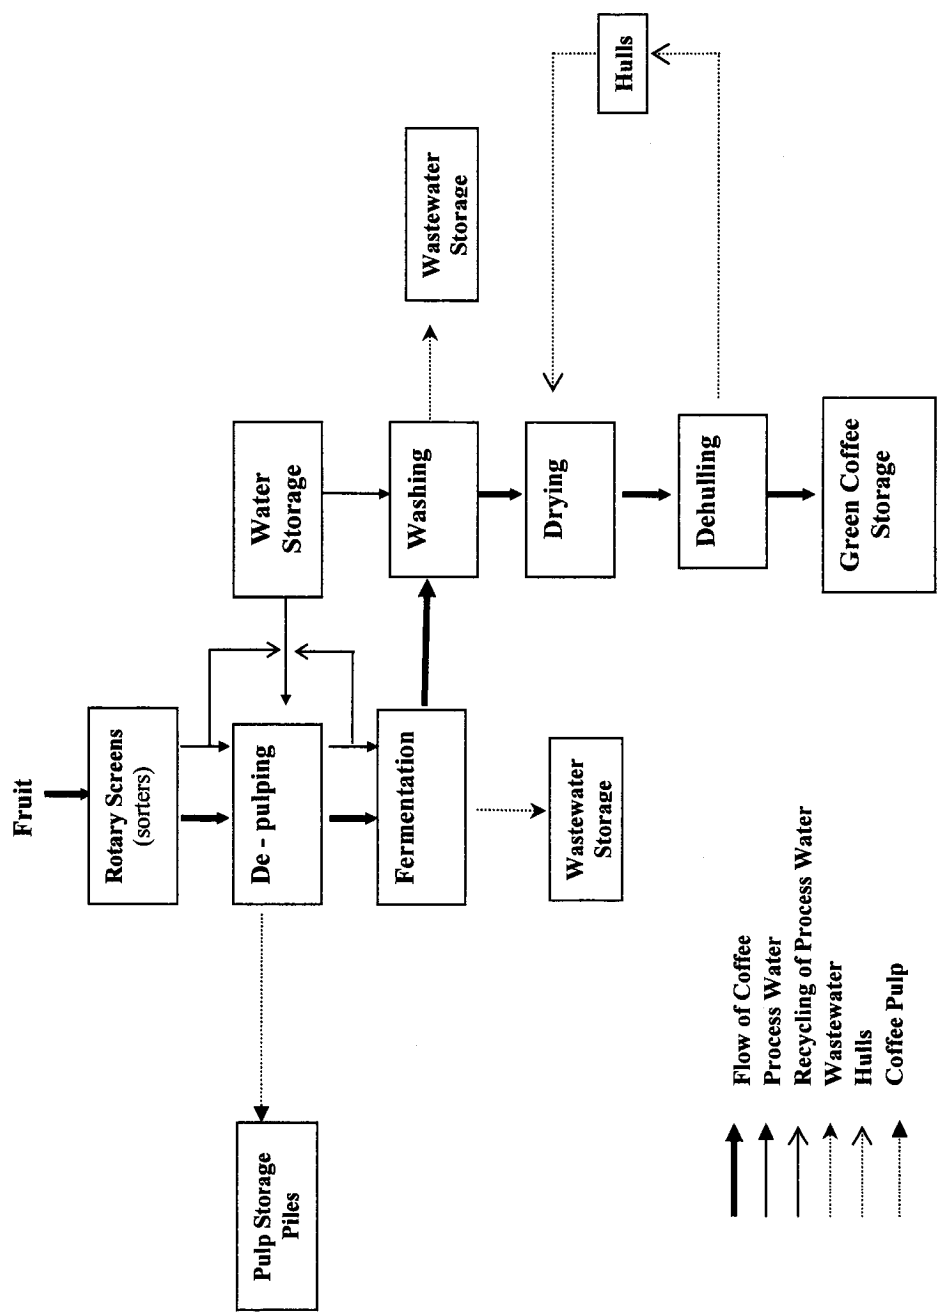 Fruit
Rotary Screens
(sorters)
De - pulping
Fermentation
Pulp Storage
Piles
Wastewater
Storage
Water
Storage
Washing
Wastewater
Storage
Drying
Dehulling
Hulls
Green Coffee
Storage
Flow of Coffee
Process Water
Recycling of Process Water
Wastewater
Hulls
Coffee Pulp